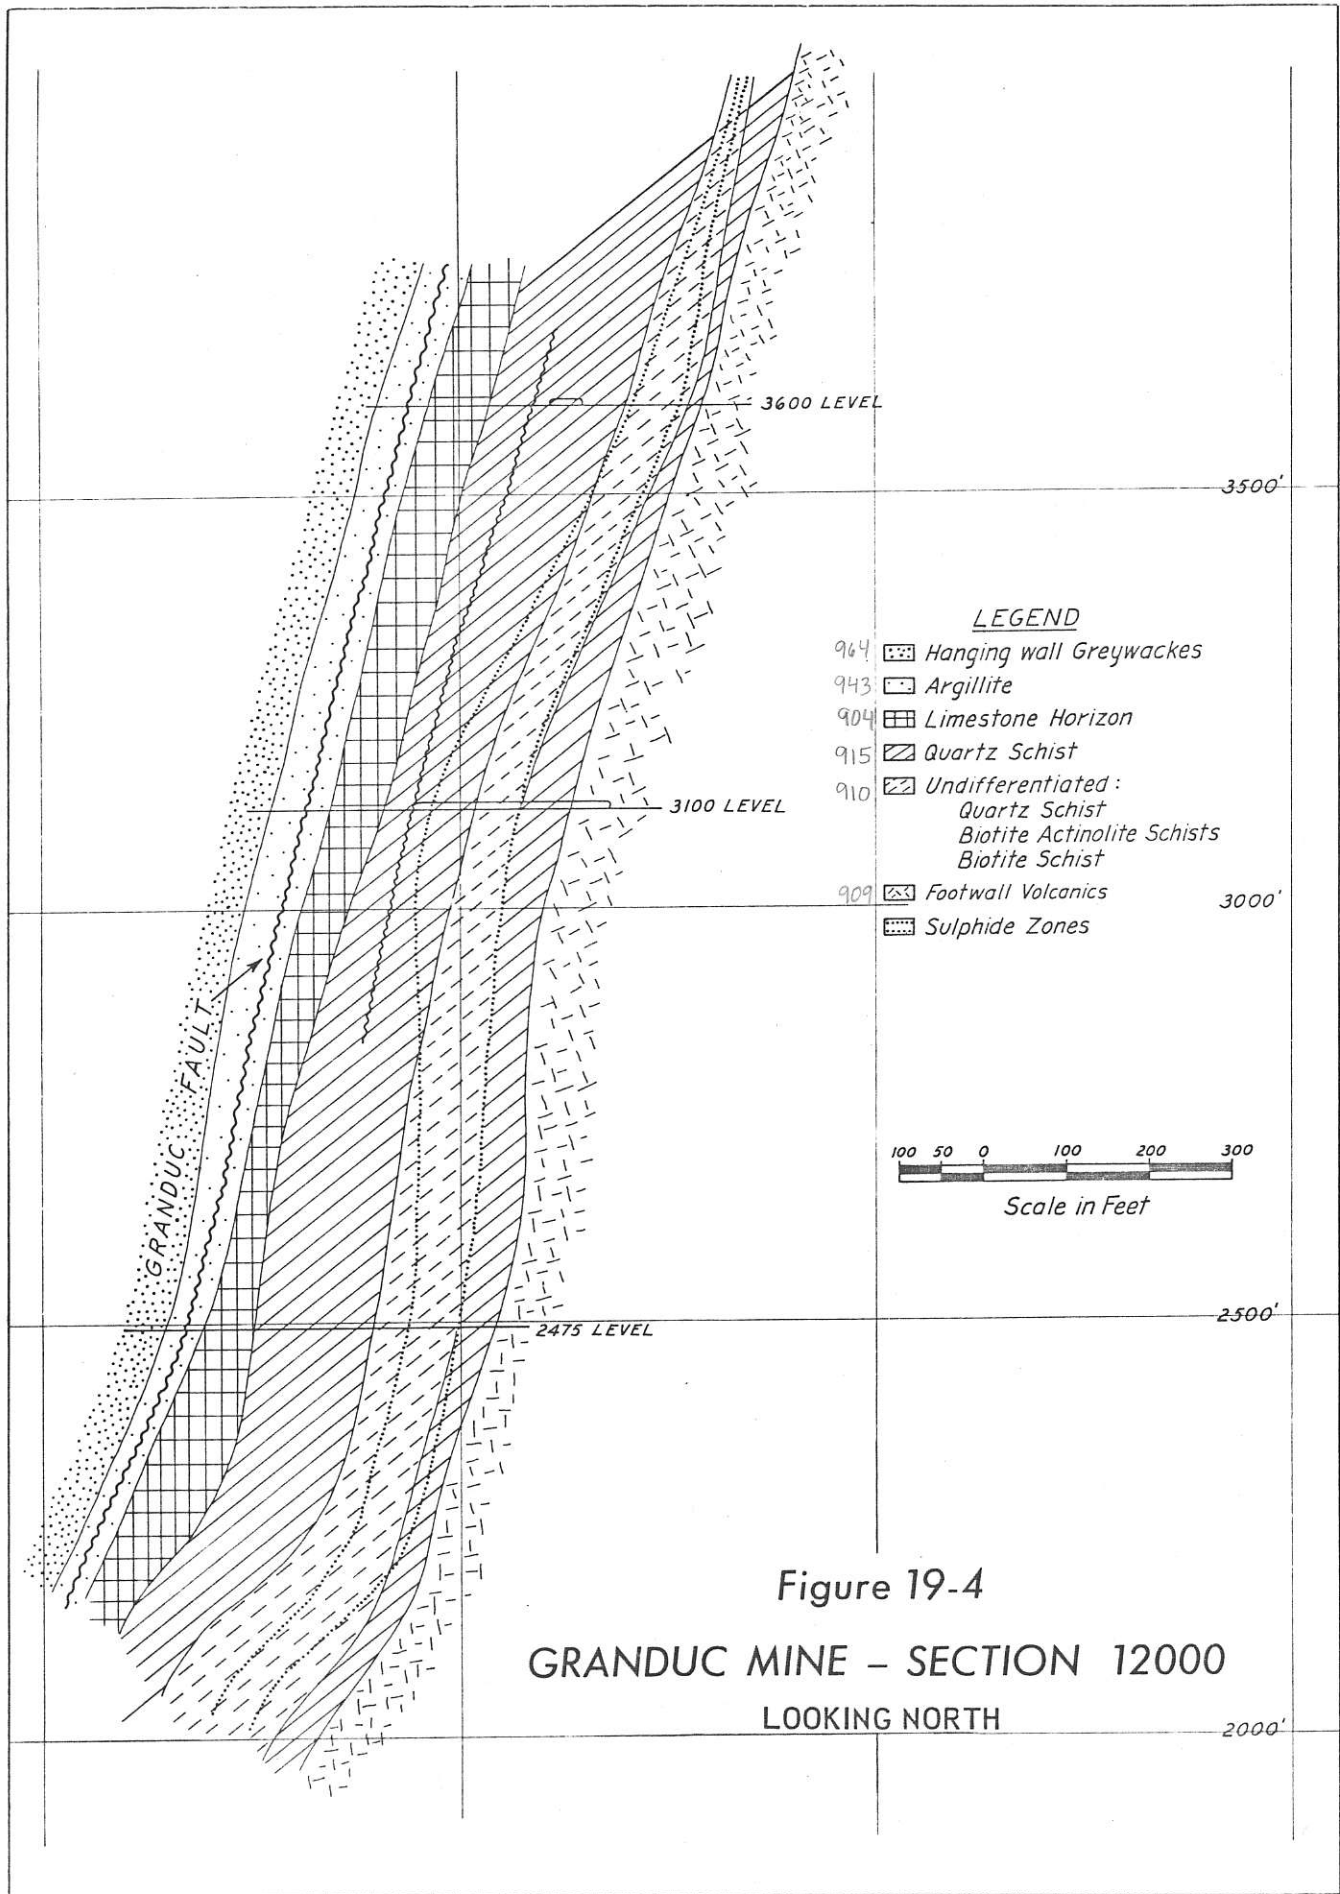 3600 LEVEL
3500'
LEGEND
964 Hanging wall Greywackes
943 Argillite
904 Limestone Horizon
915 Quartz Schist
910 Undifferentiated :
Quartz Schist
Biotite Actinolite Schists
Biotite Schist
909 Footwall Volcanics
Sulphide Zones
3100 LEVEL
3000'
GRANDUC FAULT
100 50 0 100 200 300
Scale in Feet
2500'
2475 LEVEL
Figure 19-4
GRANDUC MINE – SECTION 12000
LOOKING NORTH
2000'